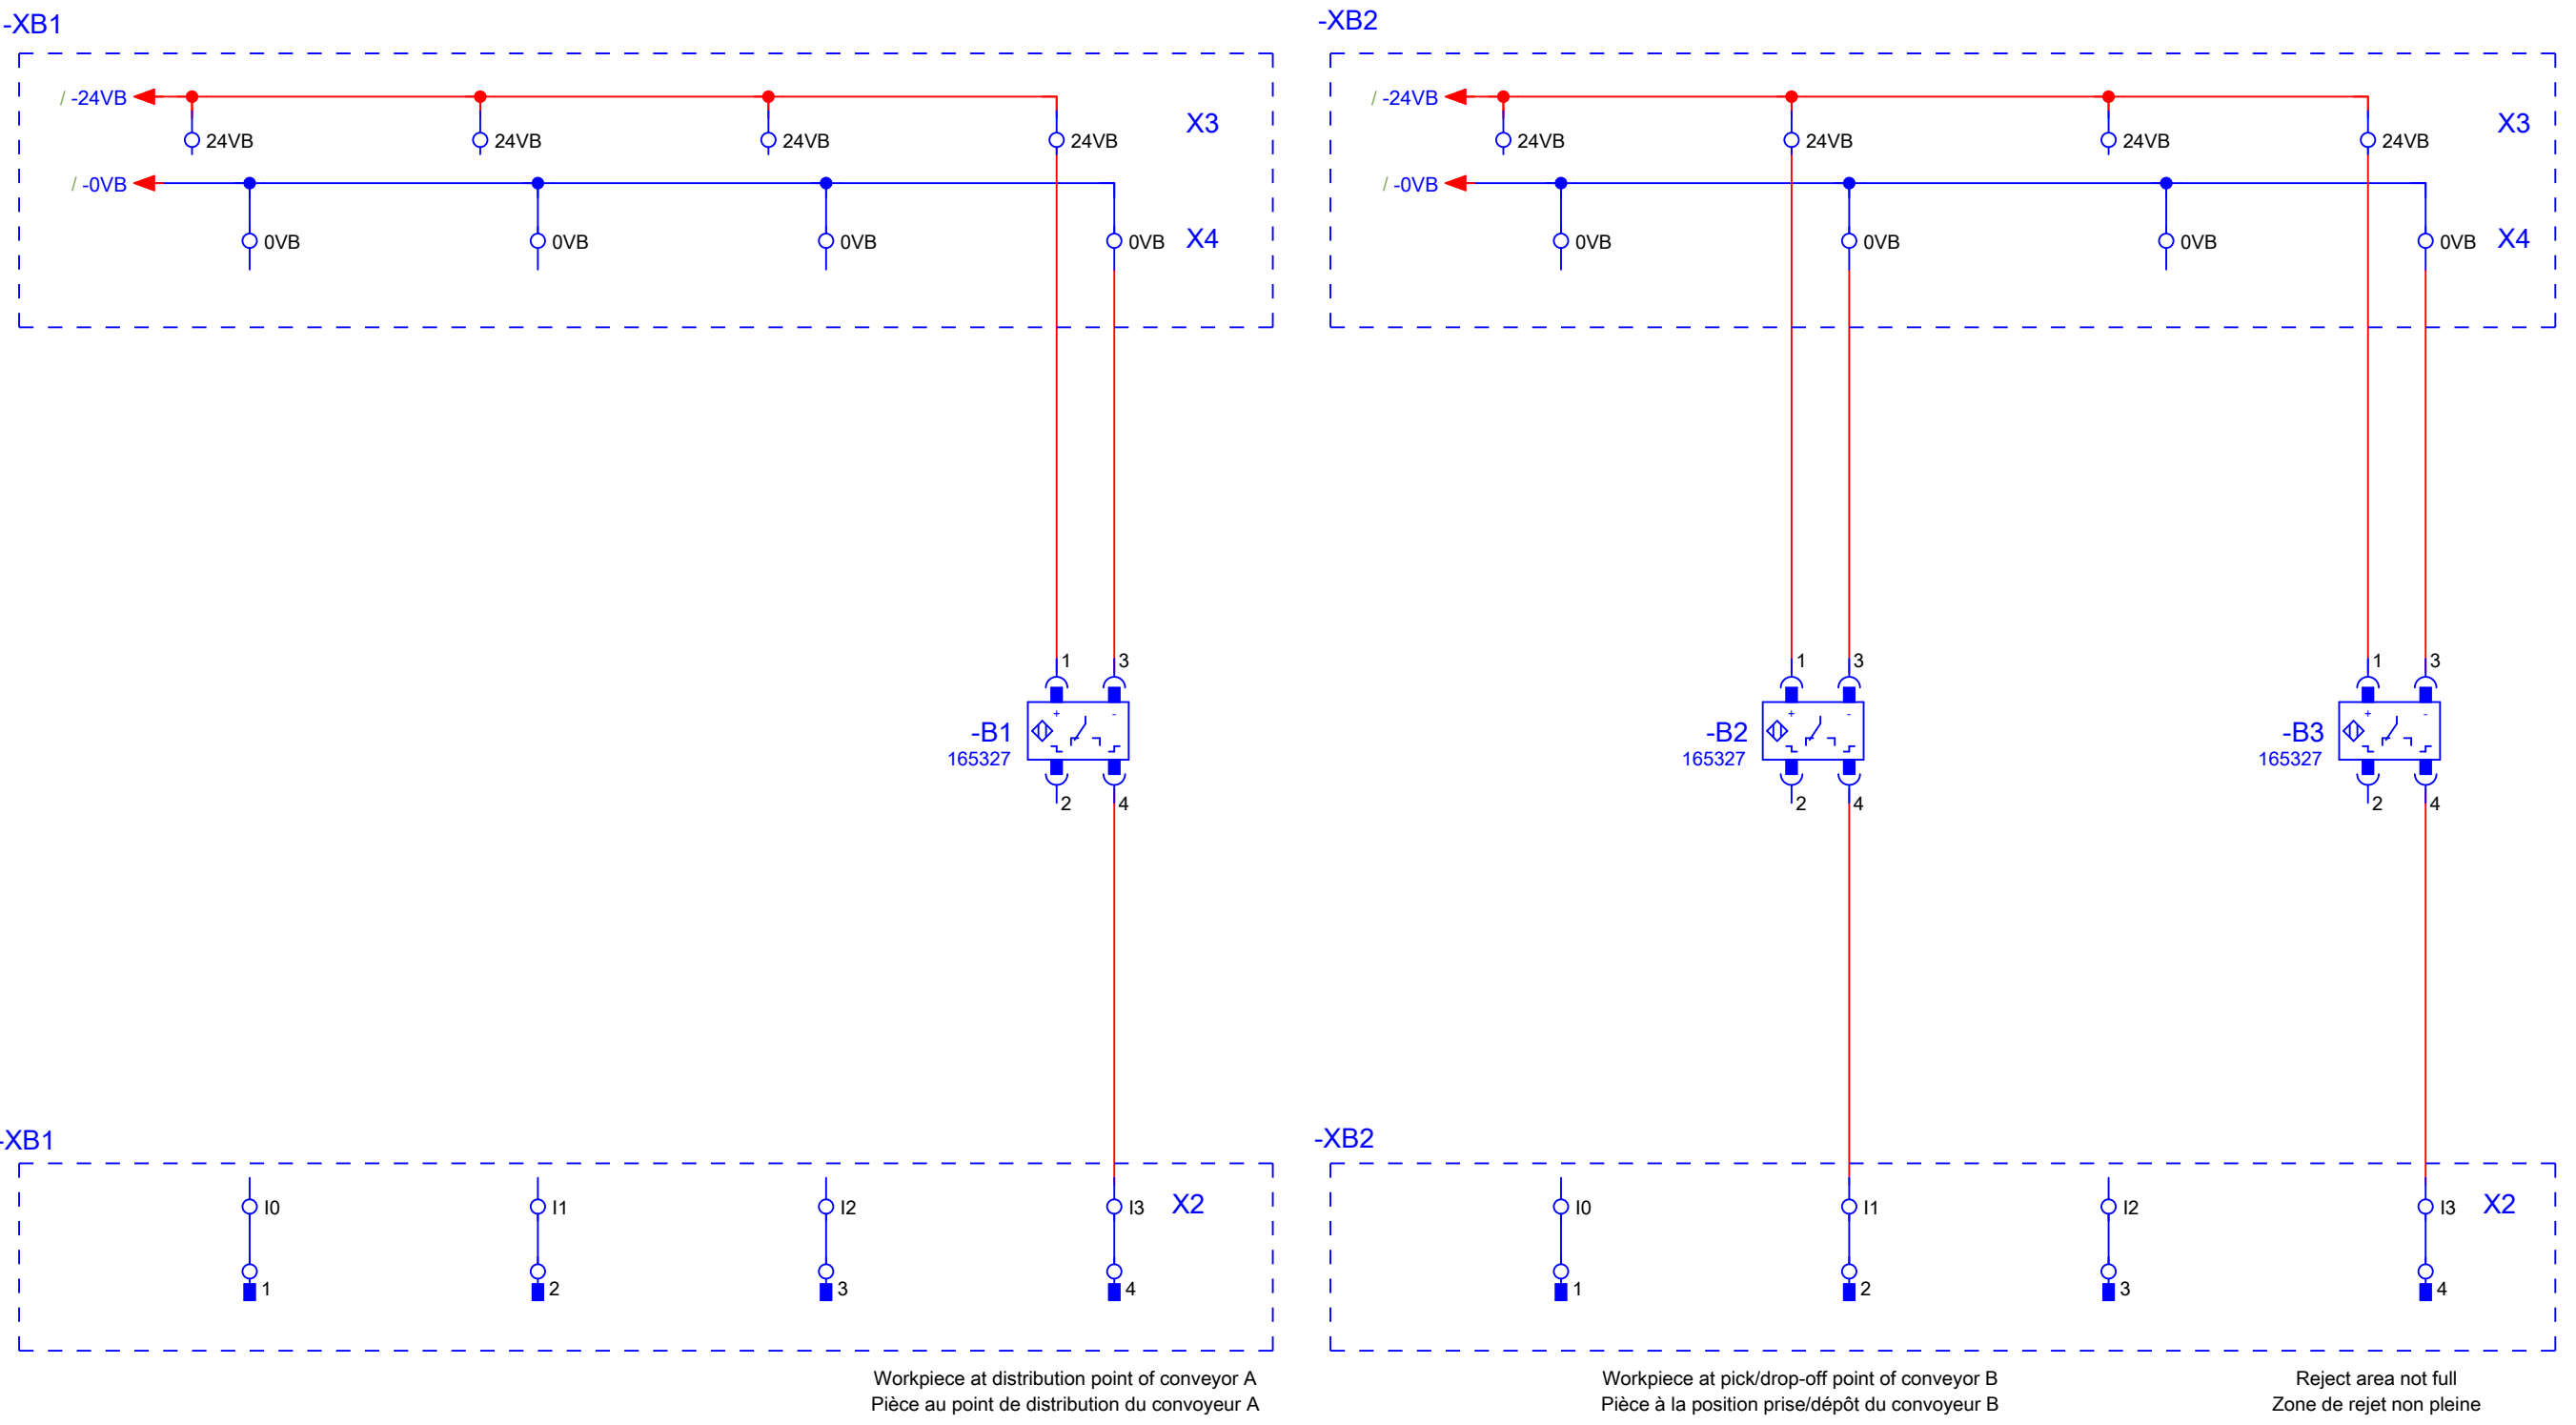 -XB1
-XB2
/ -24VB
24VB 24VB 24VB 24VB X3
/ -24VB
24VB 24VB 24VB 24VB X3
/ -0VB
0VB 0VB 0VB 0VB X4
/ -0VB
0VB 0VB 0VB 0VB X4
1 3
1 3
1 3
+ -
+ -
+ -
-B1
165327
-B2
165327
-B3
165327
2 4
2 4
2 4
-XB1
-XB2
I0 I1 I2 I3 X2
I0 I1 I2 I3 X2
1 2 3 4
1 2 3 4
Workpiece at distribution point of conveyor A
Pièce au point de distribution du convoyeur A
Workpiece at pick/drop-off point of conveyor B
Pièce à la position prise/dépôt du convoyeur B
Reject area not full
Zone de rejet non pleine